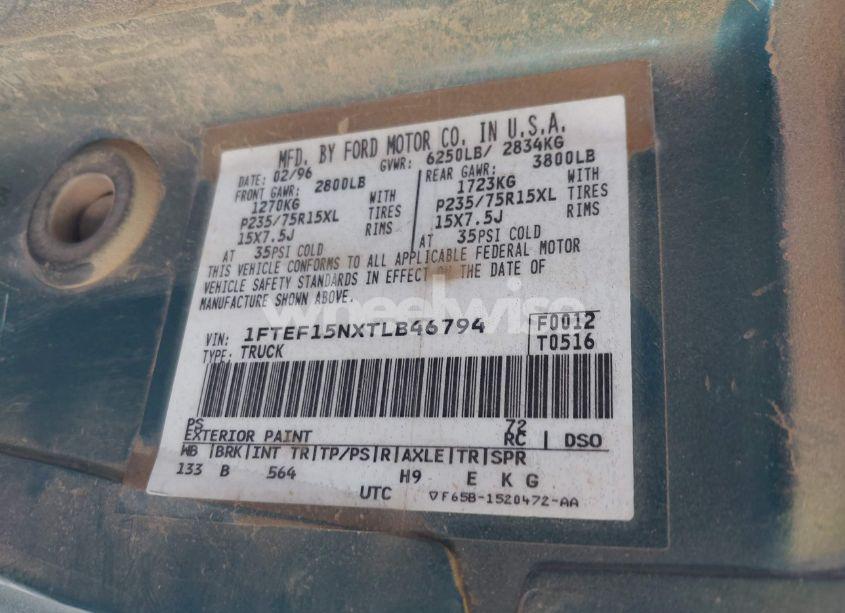 MFD. BY FORD MOTOR CO. IN U.S.A.
DATE: 02/96 GVWR: 6250LB/ 2834KG
FRONT GAWR: 2800LB REAR GAWR: 3800LB
1270KG WITH 1723KG WITH
P235/75R15XL TIRES P235/75R15XL TIRES
15X7.5J RIMS 15X7.5J RIMS
AT 35PSI COLD AT 35PSI COLD
THIS VEHICLE CONFORMS TO ALL APPLICABLE FEDERAL MOTOR
VEHICLE SAFETY STANDARDS IN EFFECT ON THE DATE OF
MANUFACTURE SHOWN ABOVE.
wheelwise
VIN: 1FTEF15NXTLB46794 F0012
TYPE: TRUCK T0516
PS 72
EXTERIOR PAINT RC | DSO
WB |BRK|INT TR|TP/PS|R|AXLE|TR|SPR
133 B 564 H9 E K G
UTC ▽F65B-1520472-AA